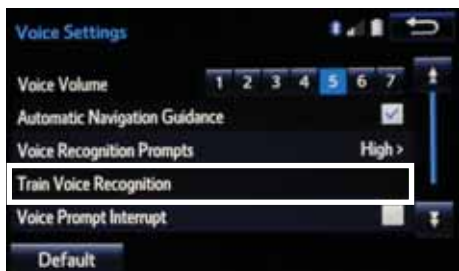 Voice Settings
Voice Volume 1 2 3 4 5 6 7
Automatic Navigation Guidance
Voice Recognition Prompts High >
Train Voice Recognition
Voice Prompt Interrupt
Default